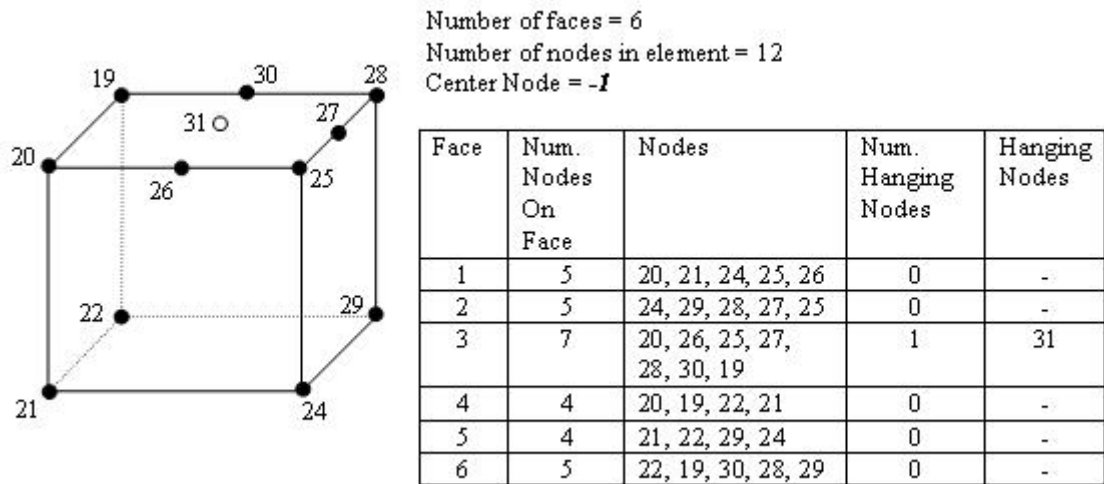 Number of faces = 6
Number of nodes in element = 12
Center Node = -1
19
30
28
31
27
20
26
25
22
29
21
24
Face Num. Nodes On Face Nodes Num. Hanging Nodes Hanging Nodes
1 5 20, 21, 24, 25, 26 0 -
2 5 24, 29, 28, 27, 25 0 -
3 7 20, 26, 25, 27, 1 31
28, 30, 19
4 4 20, 19, 22, 21 0 -
5 4 21, 22, 29, 24 0 -
6 5 22, 19, 30, 28, 29 0 -